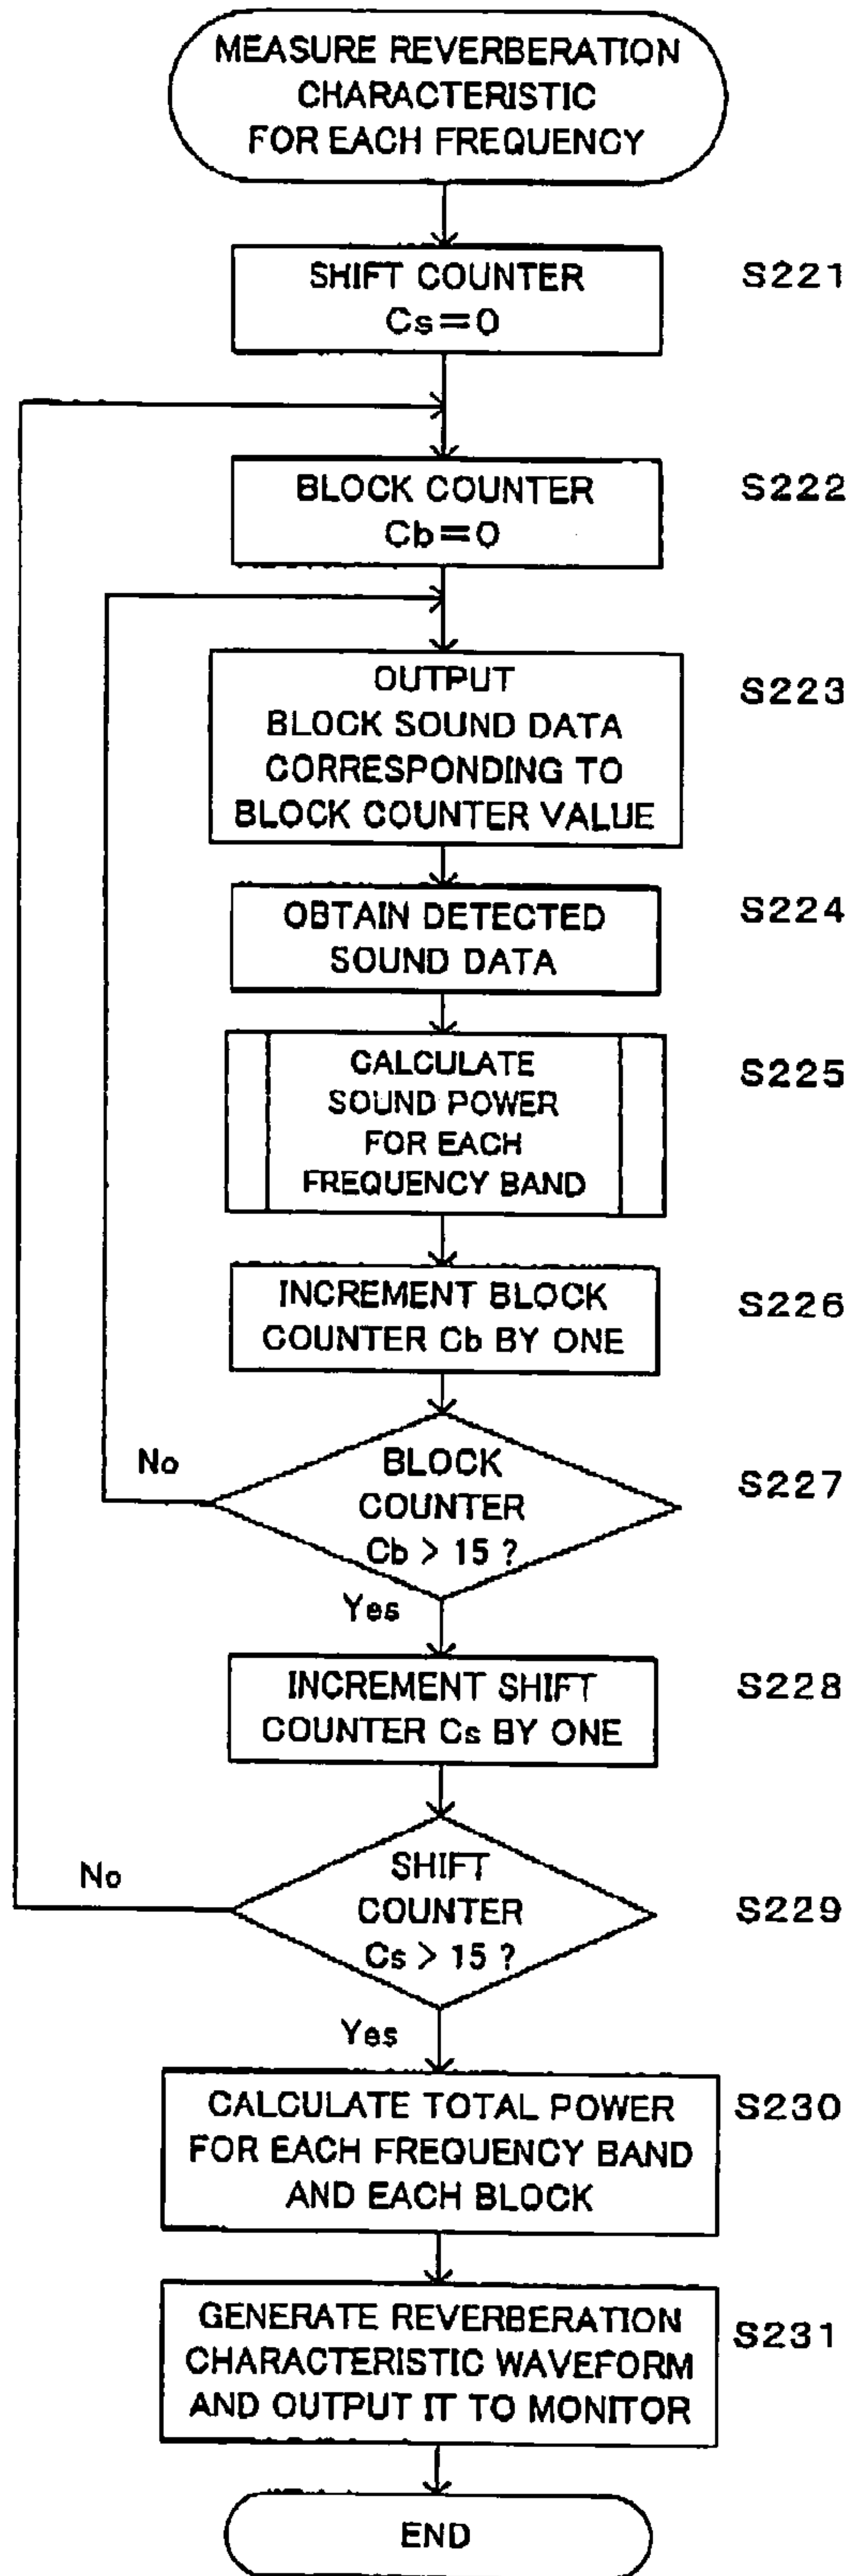 MEASURE REVERBERATION
CHARACTERISTIC
FOR EACH FREQUENCY
SHIFT COUNTER
Cs=0
S221
BLOCK COUNTER
Cb=0
S222
OUTPUT
BLOCK SOUND DATA
CORRESPONDING TO
BLOCK COUNTER VALUE
S223
OBTAIN DETECTED
SOUND DATA
S224
CALCULATE
SOUND POWER
FOR EACH
FREQUENCY BAND
S225
INCREMENT BLOCK
COUNTER Cb BY ONE
S226
BLOCK
COUNTER
Cb > 15 ?
No
Yes
S227
INCREMENT SHIFT
COUNTER Cs BY ONE
S228
SHIFT
COUNTER
Cs > 15 ?
No
Yes
S229
CALCULATE TOTAL POWER
FOR EACH FREQUENCY BAND
AND EACH BLOCK
S230
GENERATE REVERBERATION
CHARACTERISTIC WAVEFORM
AND OUTPUT IT TO MONITOR
S231
END